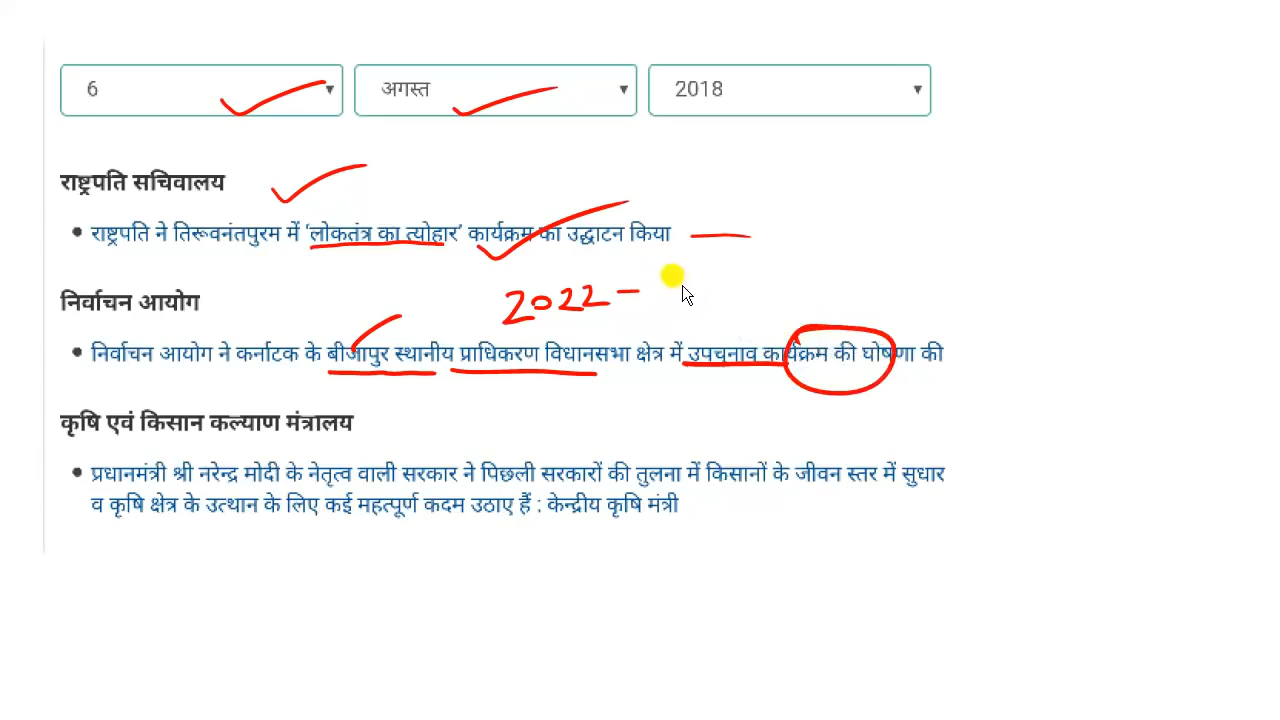 6 अगस्त 2018
राष्ट्रपति सचिवालय
• राष्ट्रपति ने तिरूवनंतपुरम में ‘लोकतंत्र का त्योहार’ कार्यक्रम का उद्घाटन किया
निर्वाचन आयोग
2022 –
• निर्वाचन आयोग ने कर्नाटक के बीजापुर स्थानीय प्राधिकरण विधानसभा क्षेत्र में उपचनाव कार्यक्रम की घोषणा की
कृषि एवं किसान कल्याण मंत्रालय
• प्रधानमंत्री श्री नरेन्द्र मोदी के नेतृत्व वाली सरकार ने पिछली सरकारों की तुलना में किसानों के जीवन स्तर में सुधार
व कृषि क्षेत्र के उत्थान के लिए कई महत्पूर्ण कदम उठाए हैं : केन्द्रीय कृषि मंत्री